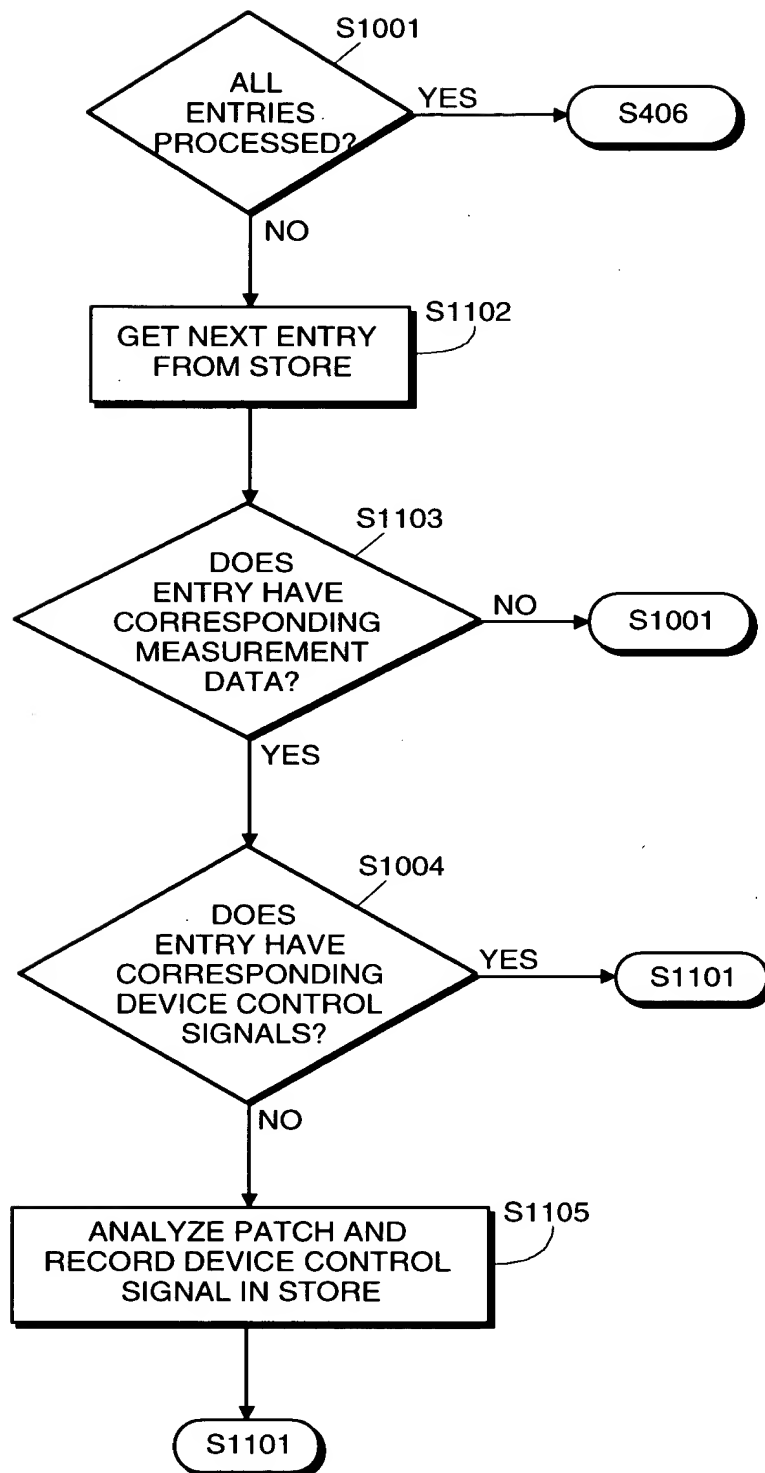 S1001
ALL
ENTRIES
PROCESSED?
YES
S406
NO
S1102
GET NEXT ENTRY
FROM STORE
S1103
DOES
ENTRY HAVE
CORRESPONDING
MEASUREMENT
DATA?
NO
S1001
YES
S1004
DOES
ENTRY HAVE
CORRESPONDING
DEVICE CONTROL
SIGNALS?
YES
S1101
NO
S1105
ANALYZE PATCH AND
RECORD DEVICE CONTROL
SIGNAL IN STORE
S1101